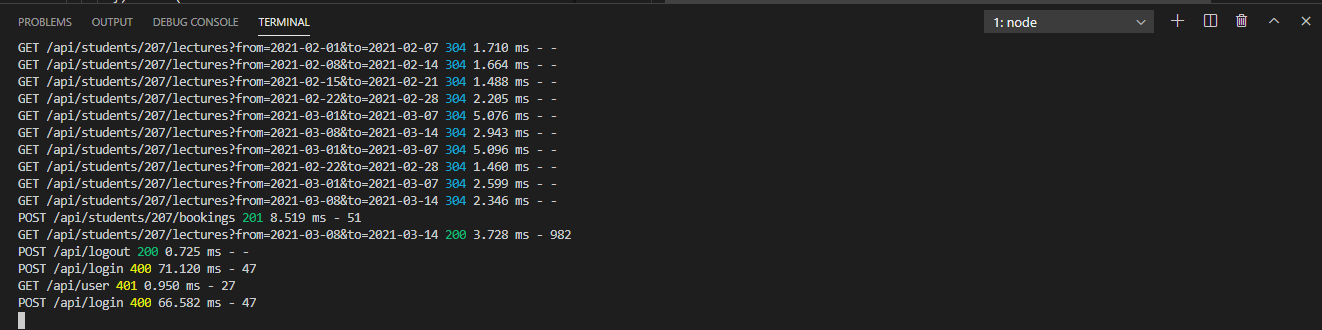 PROBLEMS OUTPUT DEBUG CONSOLE TERMINAL 1: node
GET /api/students/207/lectures?from=2021-02-01&to=2021-02-07 304 1.710 ms - -
GET /api/students/207/lectures?from=2021-02-08&to=2021-02-14 304 1.664 ms - -
GET /api/students/207/lectures?from=2021-02-15&to=2021-02-21 304 1.488 ms - -
GET /api/students/207/lectures?from=2021-02-22&to=2021-02-28 304 2.205 ms - -
GET /api/students/207/lectures?from=2021-03-01&to=2021-03-07 304 5.076 ms - -
GET /api/students/207/lectures?from=2021-03-08&to=2021-03-14 304 2.943 ms - -
GET /api/students/207/lectures?from=2021-03-01&to=2021-03-07 304 5.096 ms - -
GET /api/students/207/lectures?from=2021-02-22&to=2021-02-28 304 1.460 ms - -
GET /api/students/207/lectures?from=2021-03-01&to=2021-03-07 304 2.599 ms - -
GET /api/students/207/lectures?from=2021-03-08&to=2021-03-14 304 2.346 ms - -
POST /api/students/207/bookings 201 8.519 ms - 51
GET /api/students/207/lectures?from=2021-03-08&to=2021-03-14 200 3.728 ms - 982
POST /api/logout 200 0.725 ms - -
POST /api/login 400 71.120 ms - 47
GET /api/user 401 0.950 ms - 27
POST /api/login 400 66.582 ms - 47